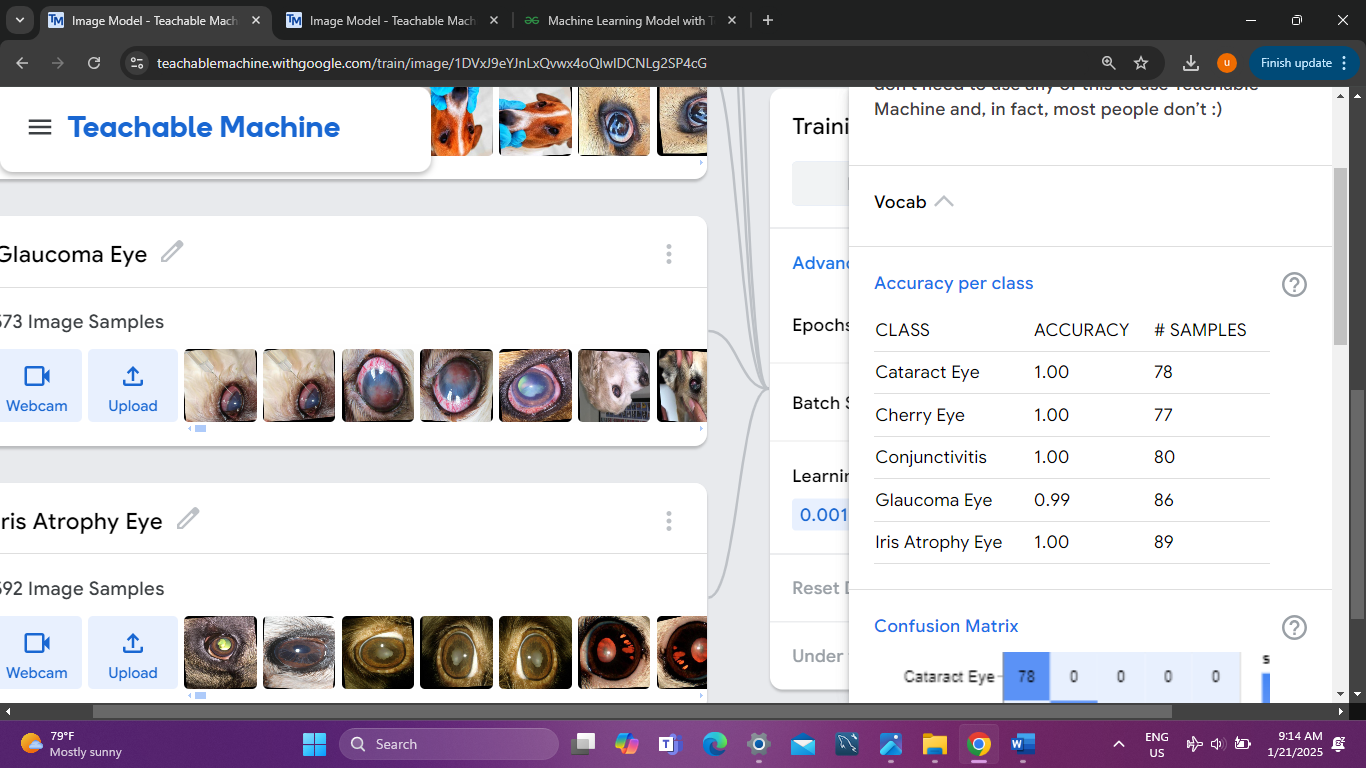 Image Model - Teachable Mach
Image Model - Teachable Mach
Machine Learning Model with T
teachablemachine.withgoogle.com/train/image/1DVxJ9eYJnLxQvwx4oQIwIDCNLg2SP4cG
u
Finish update
Teachable Machine
Glaucoma Eye
573 Image Samples
Webcam
Upload
Iris Atrophy Eye
592 Image Samples
Webcam
Upload
Traini
Advanc
Epochs
Batch S
Learnin
0.001
Reset D
Under
don't need to use any of this to use Teachable
Machine and, in fact, most people don't :)
Vocab
Accuracy per class
CLASS ACCURACY # SAMPLES
Cataract Eye 1.00 78
Cherry Eye 1.00 77
Conjunctivitis 1.00 80
Glaucoma Eye 0.99 86
Iris Atrophy Eye 1.00 89
Confusion Matrix
Cataract Eye 78 0 0 0 0
79°F
Mostly sunny
Search
ENG
US
9:14 AM
1/21/2025